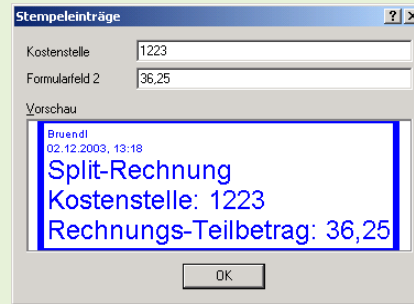 Stempeleinträge
Kostenstelle 1223
Formularfeld 2 36,25
Vorschau
Bruendl
02.12.2003, 13:18
Split-Rechnung
Kostenstelle: 1223
Rechnungs-Teilbetrag: 36,25
OK